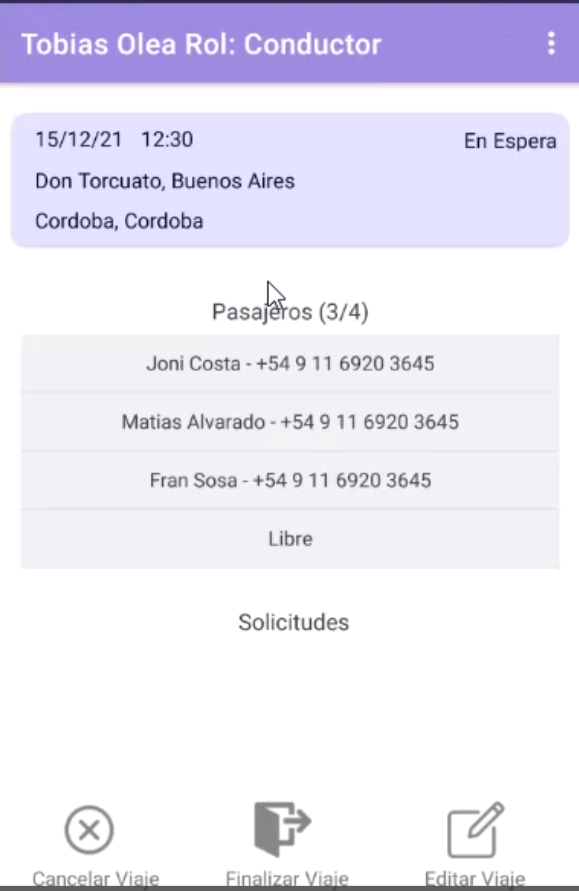 Tobias Olea Rol: Conductor
15/12/21 12:30 En Espera
Don Torcuato, Buenos Aires
Cordoba, Cordoba
Pasajeros (3/4)
Joni Costa - +54 9 11 6920 3645
Matias Alvarado - +54 9 11 6920 3645
Fran Sosa - +54 9 11 6920 3645
Libre
Solicitudes
Cancelar Viaje Finalizar Viaje Editar Viaje